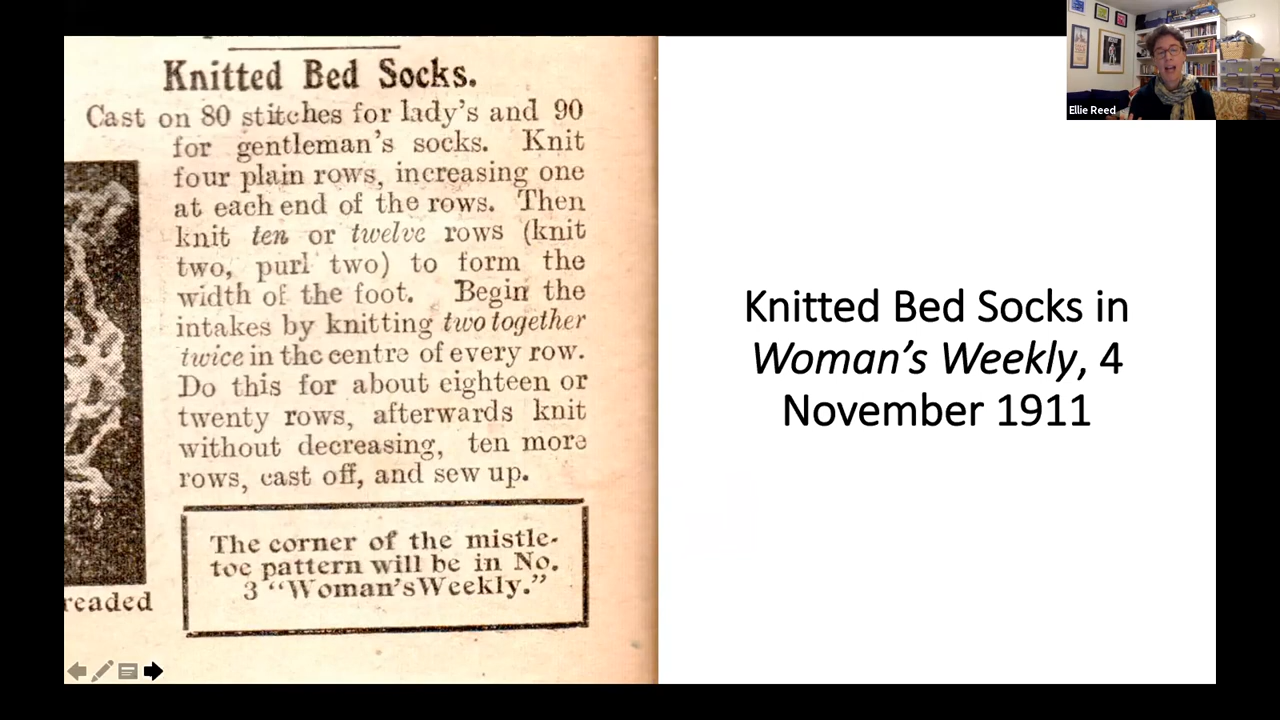 Knitted Bed Socks.
Cast on 80 stitches for lady's and 90
for gentleman's socks. Knit
four plain rows, increasing one
at each end of the rows. Then
knit ten or twelve rows (knit
two, purl two) to form the
width of the foot. Begin the
intakes by knitting two together
twice in the centre of every row.
Do this for about eighteen or
twenty rows, afterwards knit
without decreasing, ten more
rows, cast off, and sew up.
The corner of the mistle-
toe pattern will be in No.
3 "Woman's Weekly."
readed
Knitted Bed Socks in
Woman's Weekly, 4
November 1911
Ellie Reed